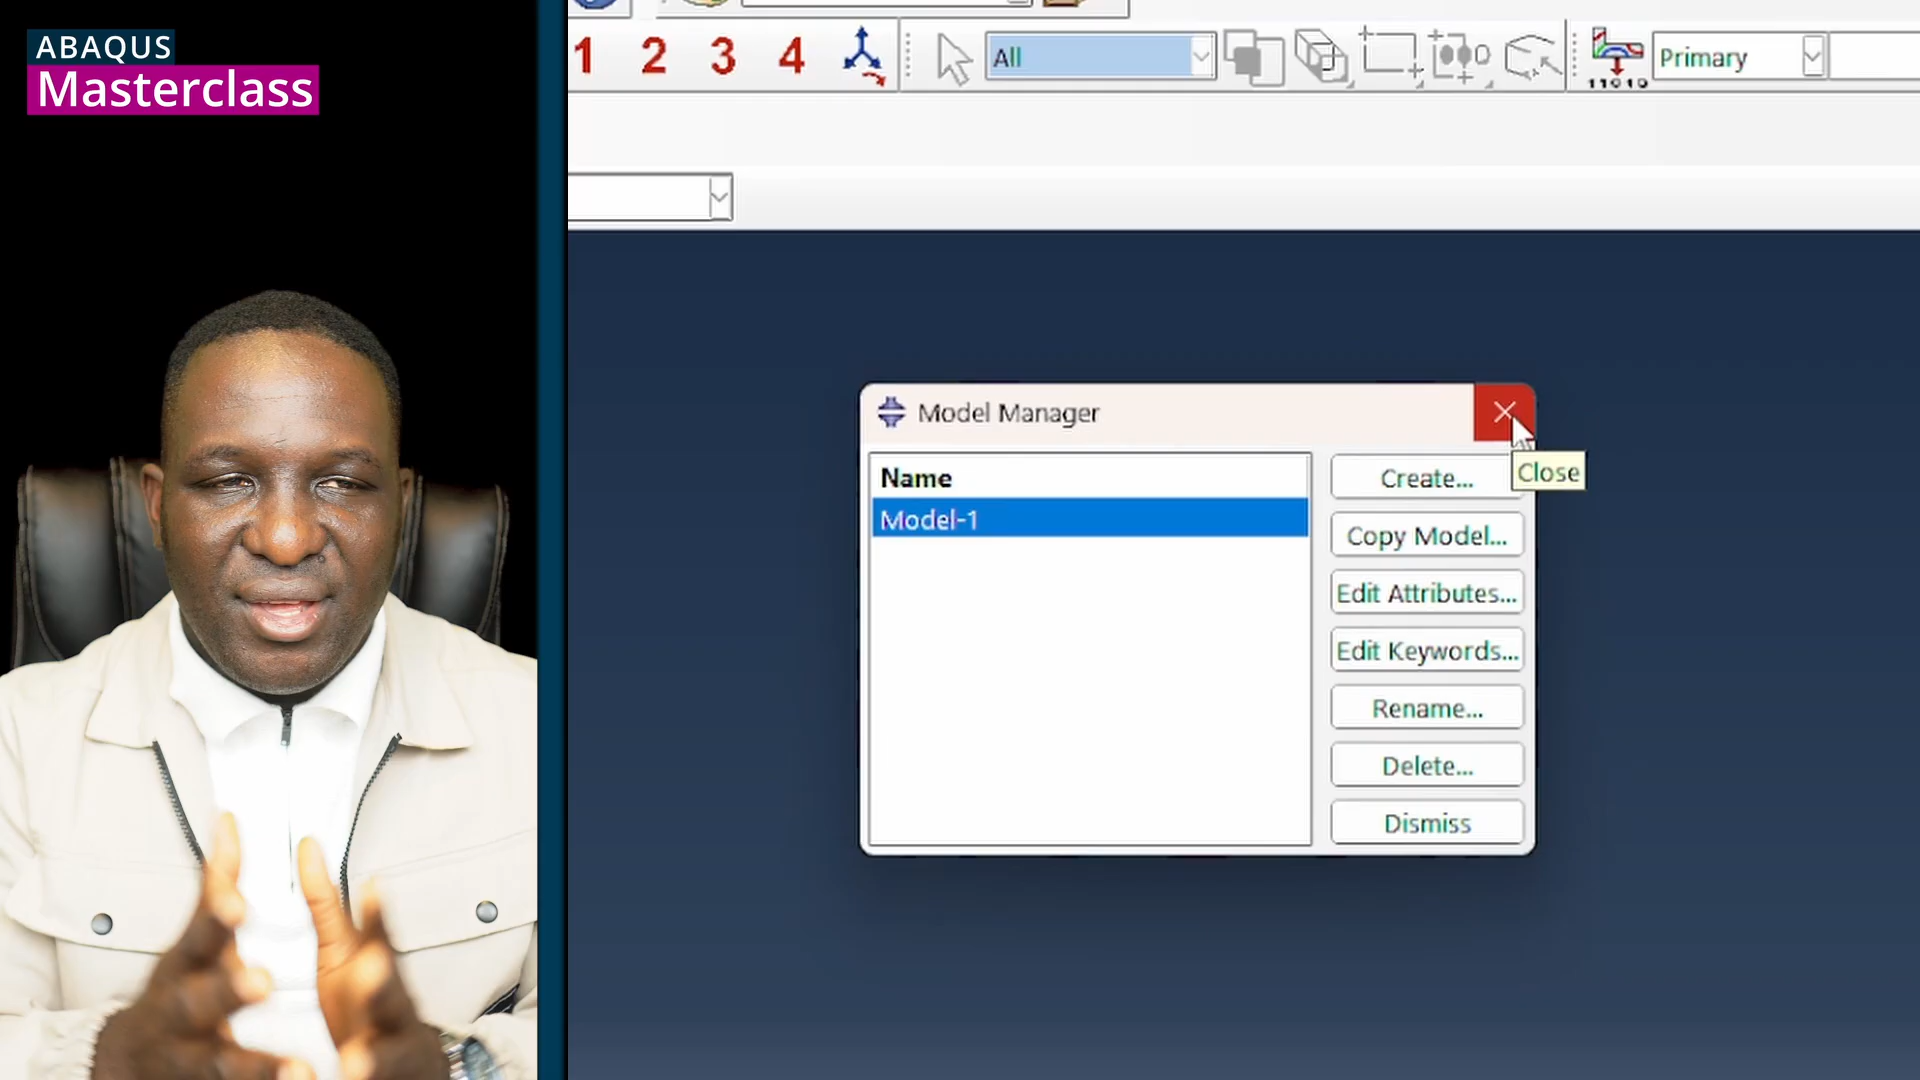 ABAQUS
Masterclass
1 2 3 4
All
11010
Primary
Model Manager
Close
Name
Model-1
Create...
Copy Model...
Edit Attributes...
Edit Keywords...
Rename...
Delete...
Dismiss